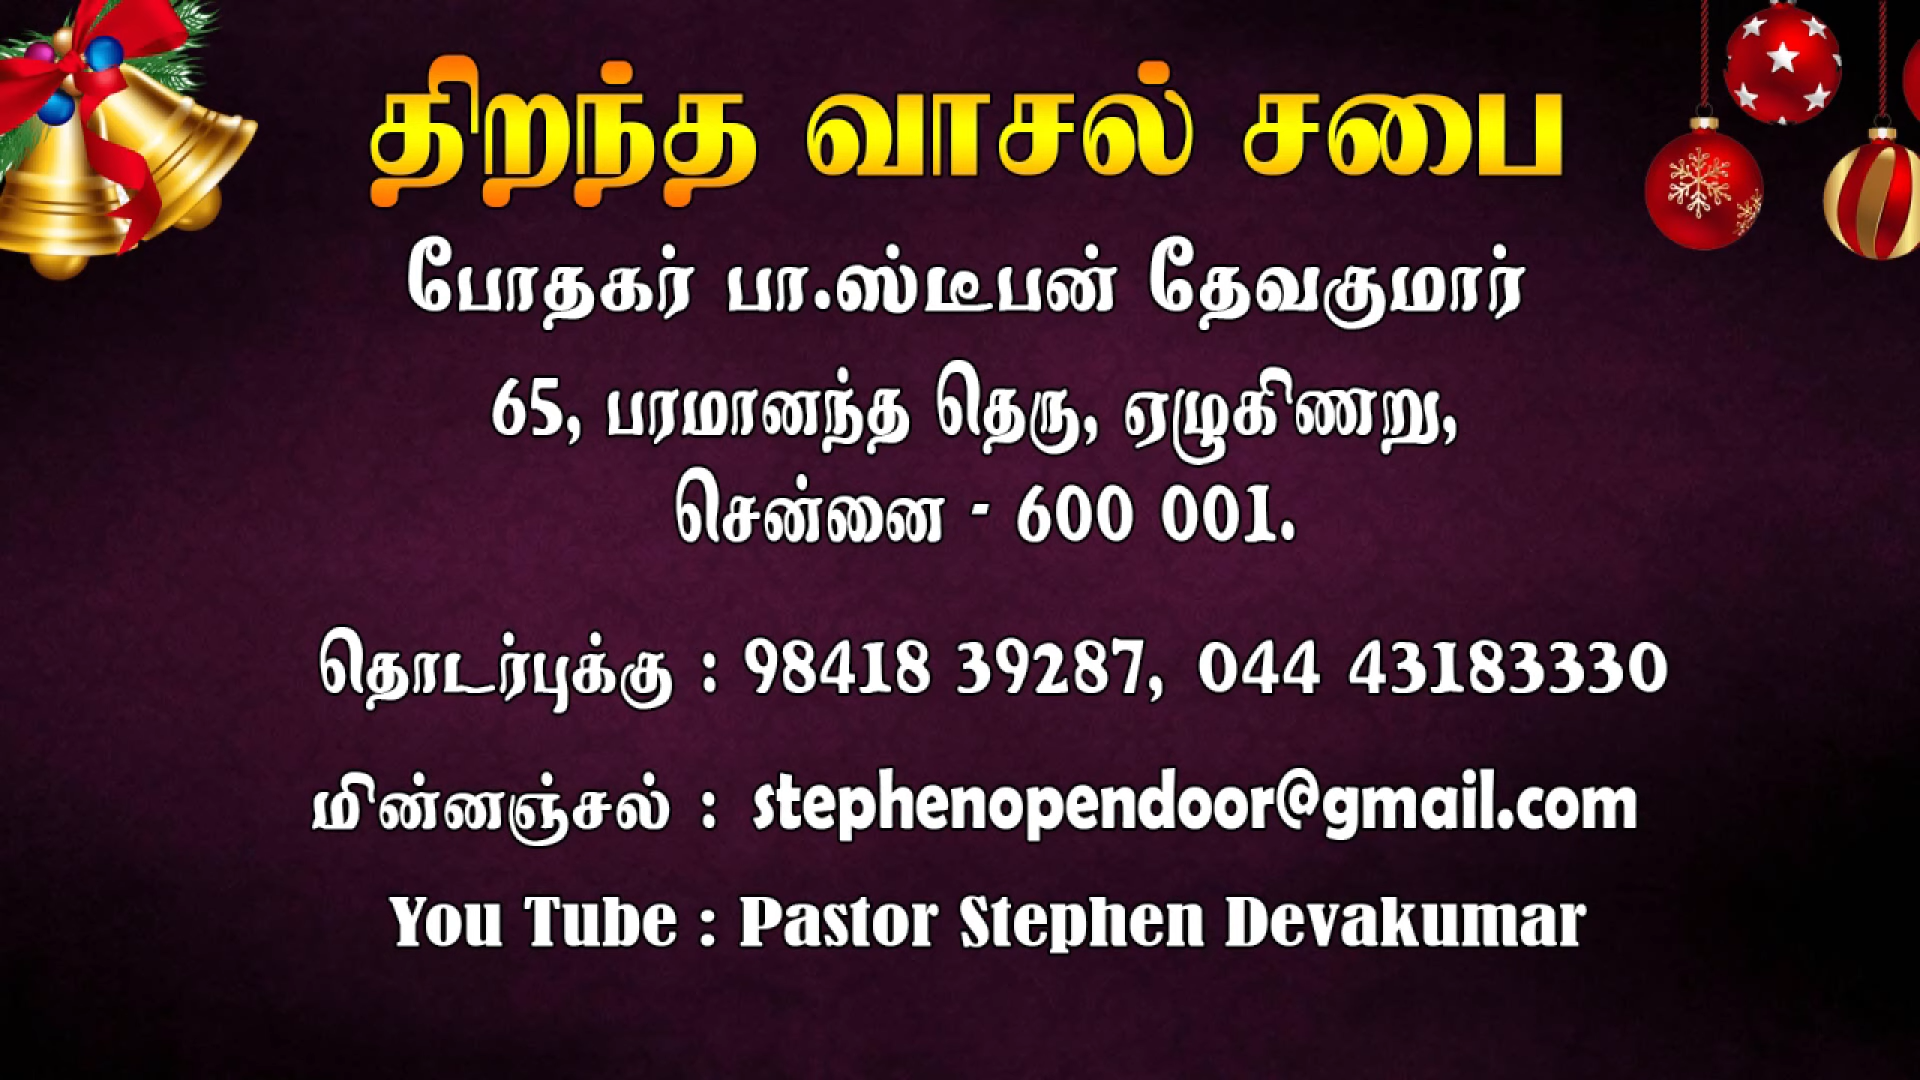 திறந்த வாசல் சபை
போதகர் பா.ஸ்டீபன் தேவகுமார்
65, பரமானந்த தெரு, ஏழுகிணறு,
சென்னை - 600 001.
தொடர்புக்கு : 98418 39287, 044 43183330
மின்னஞ்சல் : stephenopendoor@gmail.com
You Tube : Pastor Stephen Devakumar